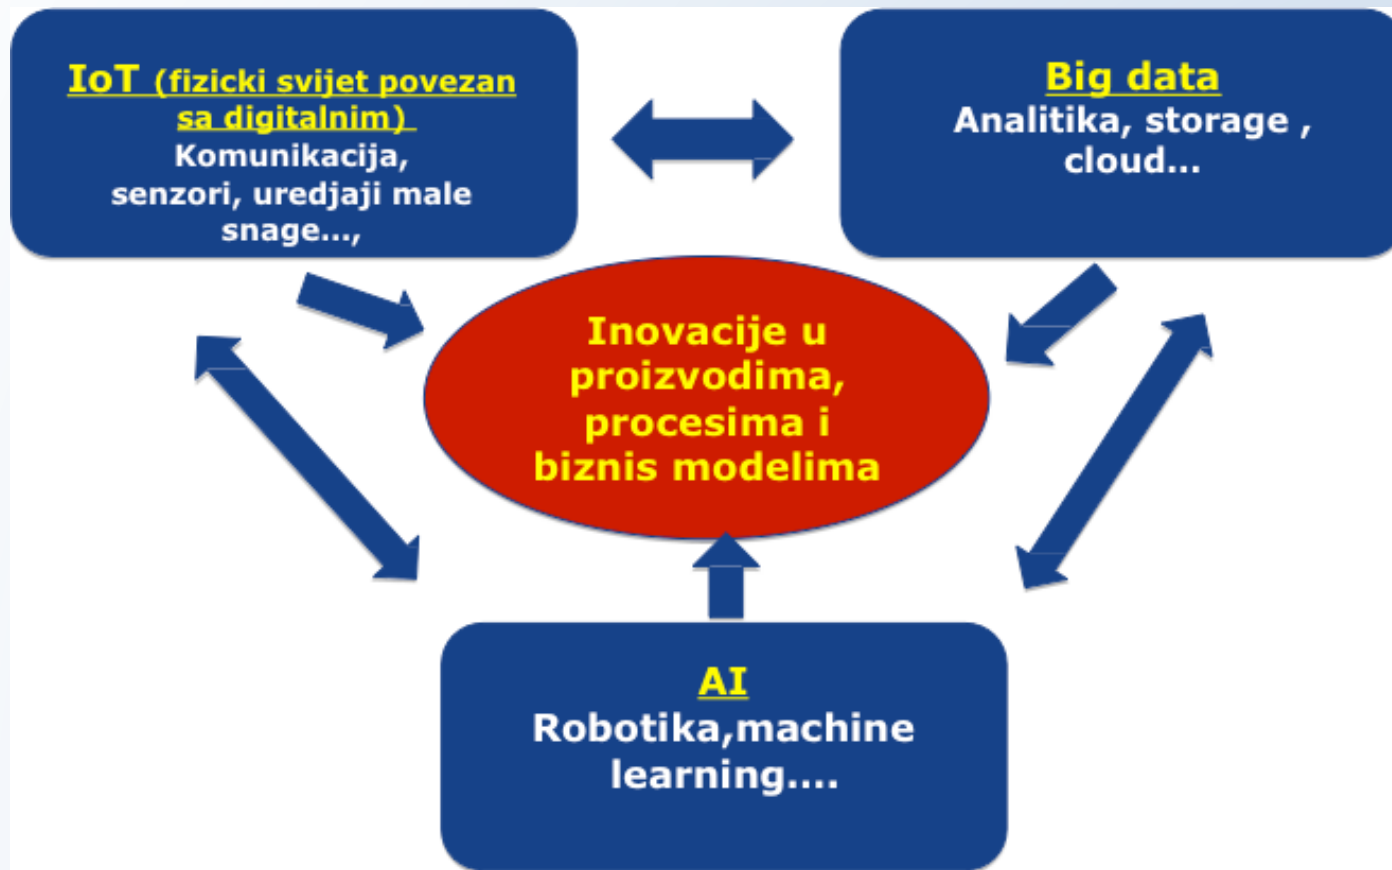 IoT (fizicki svijet povezan
sa digitalnim)
Komunikacija,
senzori, uredjaji male
snage...,
Big data
Analitika, storage ,
cloud...
Inovacije u
proizvodima,
procesima i
biznis modelima
AI
Robotika,machine
learning....